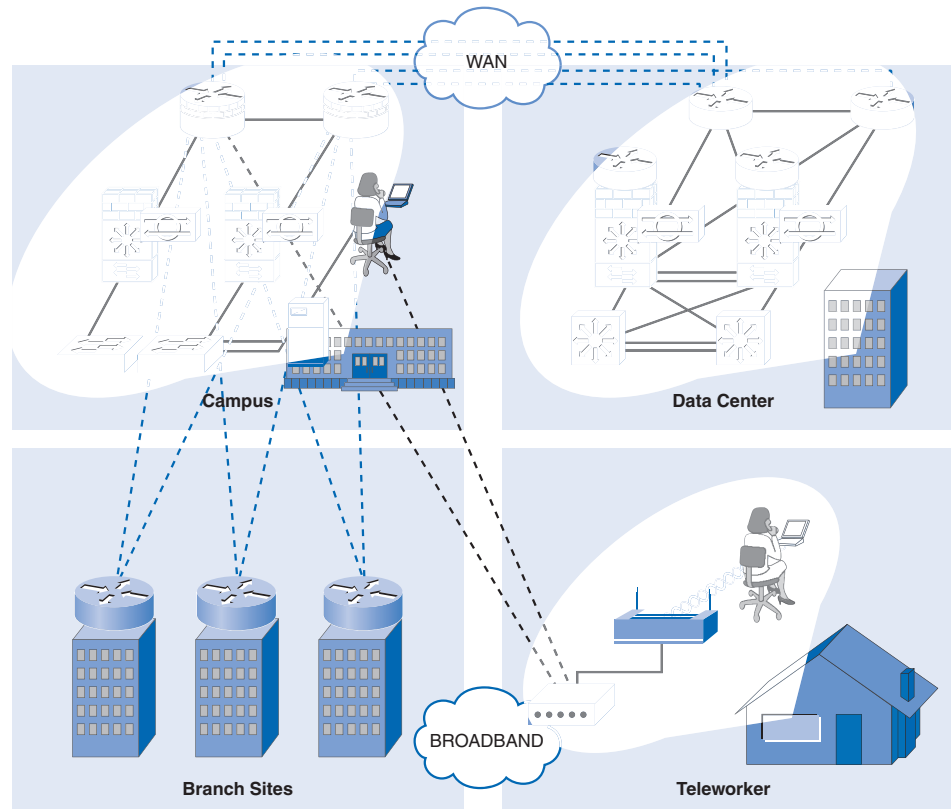 WAN
Campus
Data Center
BROADBAND
Branch Sites
Teleworker